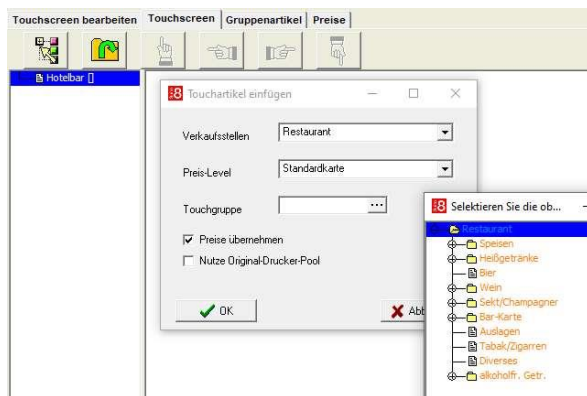 Touchscreen bearbeiten Touchscreen Gruppenartikel Preise
Hotelbar []
8 Touchartikel einfügen
Verkaufsstellen Restaurant
Preis-Level Standardkarte
Touchgruppe ...
Preise übernehmen
Nutze Original-Drucker-Pool
OK Abb
8 Selektieren Sie die ob...
Restaurant
Speisen
Heißgetränke
Bier
Wein
Sekt/Champagner
Bar-Karte
Auslagen
Tabak/Zigarren
Diverses
alkoholfr. Getr.